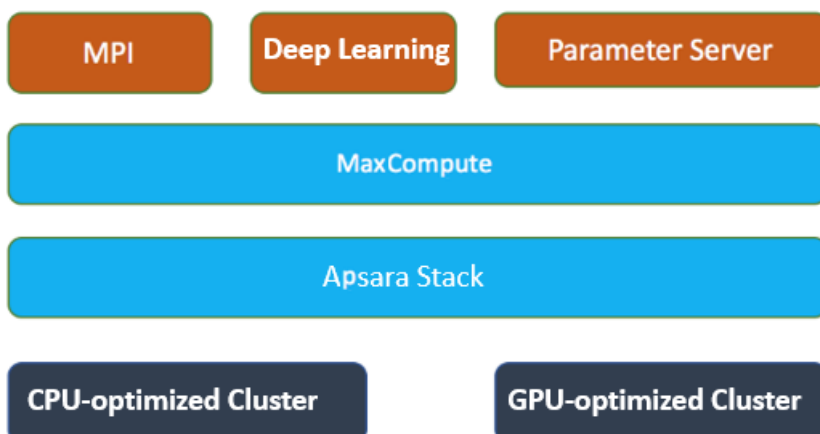 MPI
Deep Learning
Parameter Server
MaxCompute
Apsara Stack
CPU-optimized Cluster
GPU-optimized Cluster